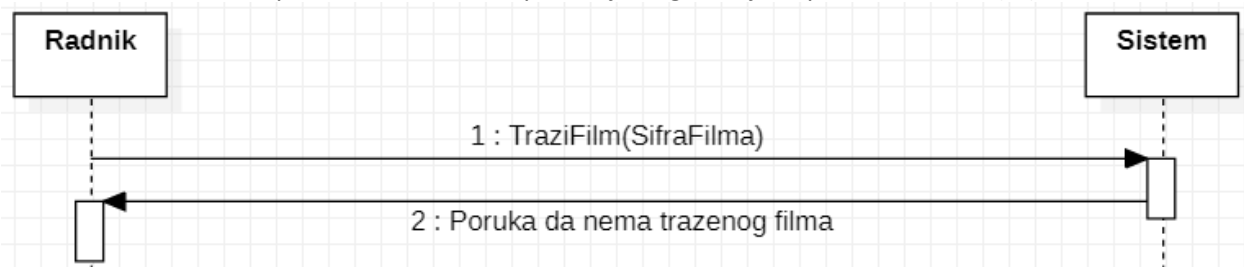 Radnik
Sistem
1 : TraziFilm(SifraFilma)
2 : Poruka da nema trazenog filma